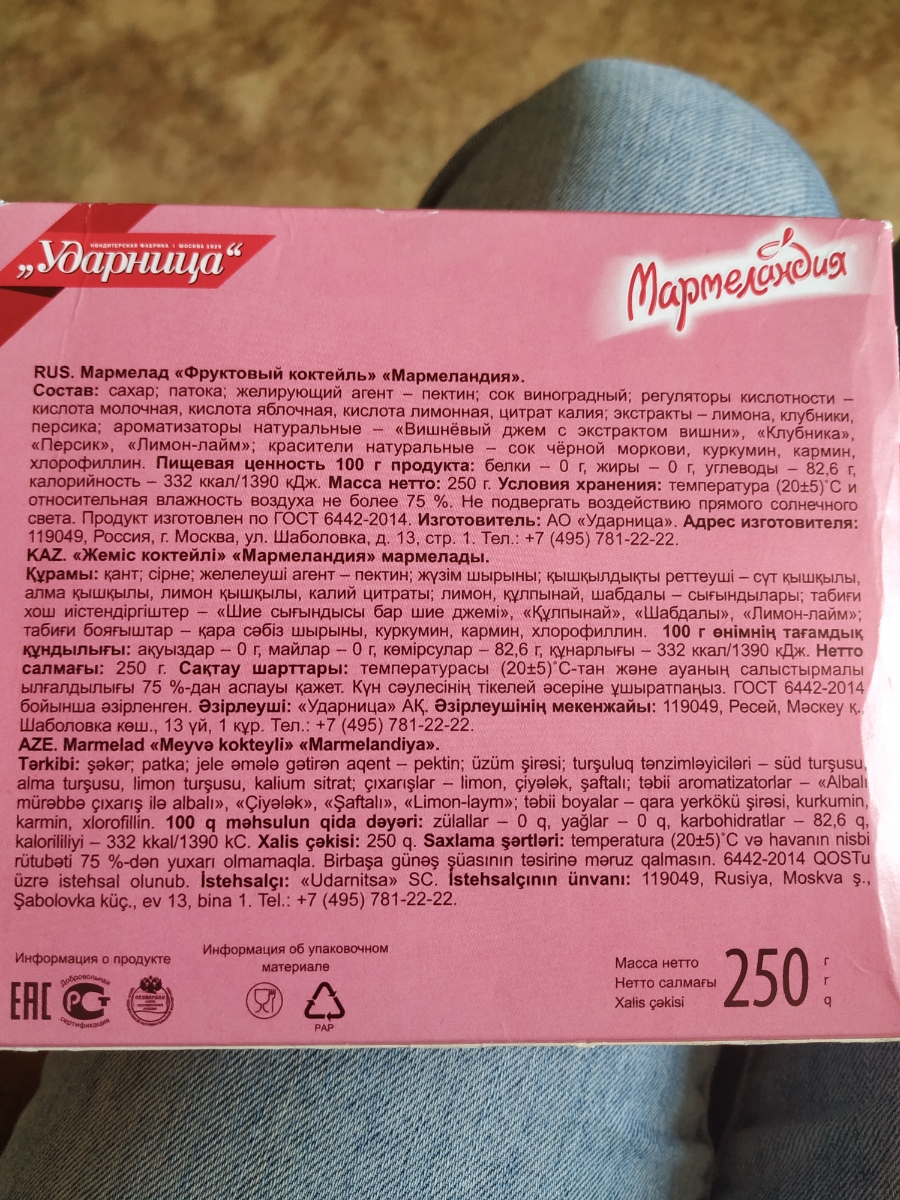 КОНДИТЕРСКАЯ ФАБРИКА | МОСКВА 1929
„Ударница“
Мармеландия
RUS. Мармелад «Фруктовый коктейль» «Мармеландия».
Состав: сахар; патока; желирующий агент – пектин; сок виноградный; регуляторы кислотности –
кислота молочная, кислота яблочная, кислота лимонная, цитрат калия; экстракты – лимона, клубники,
персика; ароматизаторы натуральные – «Вишнёвый джем с экстрактом вишни», «Клубника»,
«Персик», «Лимон-лайм»; красители натуральные – сок чёрной моркови, куркумин, кармин,
хлорофиллин. Пищевая ценность 100 г продукта: белки – 0 г, жиры – 0 г, углеводы – 82,6 г,
калорийность – 332 ккал/1390 кДж. Масса нетто: 250 г. Условия хранения: температура (20±5)˚С и
относительная влажность воздуха не более 75 %. Не подвергать воздействию прямого солнечного
света. Продукт изготовлен по ГОСТ 6442-2014. Изготовитель: АО «Ударница». Адрес изготовителя:
119049, Россия, г. Москва, ул. Шаболовка, д. 13, стр. 1. Тел.: +7 (495) 781-22-22.
KAZ. «Жеміс коктейлі» «Мармеландия» мармелады.
Құрамы: қант; сірне; желелеуші агент – пектин; жүзім шырыны; қышқылдықты реттеуші – сүт қышқылы,
алма қышқылы, лимон қышқылы, калий цитраты; лимон, құлпынай, шабдалы – сығындылары; табиғи
хош иістендіргіштер – «Шие сығындысы бар шие джемі», «Құлпынай», «Шабдалы», «Лимон-лайм»;
табиғи бояғыштар – қара сәбіз шырыны, куркумин, кармин, хлорофиллин. 100 г өнімнің тағамдық
құндылығы: ақуыздар – 0 г, майлар – 0 г, көмірсулар – 82,6 г, құнарлығы – 332 ккал/1390 кДж. Нетто
салмағы: 250 г. Сақтау шарттары: температурасы (20±5)˚С-тан және ауаның салыстырмалы
ылғалдылығы 75 %-дан аспауы қажет. Күн сәулесінің тікелей әсеріне ұшыратпаңыз. ГОСТ 6442-2014
бойынша әзірленген. Әзірлеуші: «Ударница» АҚ. Әзірлеушінің мекенжайы: 119049, Ресей, Мәскеу қ.,
Шаболовка көш., 13 үй, 1 құр. Тел.: +7 (495) 781-22-22.
AZE. Marmelad «Meyvə kokteyli» «Marmelandiya».
Tərkibi: şəkər; patka; jele əmələ gətirən aqent – pektin; üzüm şirəsi; turşuluq tənzimləyiciləri – süd turşusu,
alma turşusu, limon turşusu, kalium sitrat; çıxarışlar – limon, çiyələk, şaftalı; təbii aromatizatorlar – «Albalı
mürəbbə çıxarış ilə albalı», «Çiyələk», «Şaftalı», «Limon-laym»; təbii boyalar – qara yerkökü şirəsi, kurkumin,
karmin, xlorofillin. 100 q məhsulun qida dəyəri: zülallar – 0 q, yağlar – 0 q, karbohidratlar – 82,6 q,
kalorililiyi – 332 kkal/1390 kC. Xalis çəkisi: 250 q. Saxlama şərtləri: temperatura (20±5)˚C və havanın nisbi
rütubəti 75 %-dən yuxarı olmamaqla. Birbaşa günəş şüasının təsirinə məruz qalmasın. 6442-2014 QOSTu
üzrə istehsal olunub. İstehsalçı: «Udarnitsa» SC. İstehsalçının ünvanı: 119049, Rusiya, Moskva ş.,
Şabolovka küç., ev 13, bina 1. Tel.: +7 (495) 781-22-22.
Информация о продукте
Информация об упаковочном
материале
EAC
Добровольная
РСТ
сертификация
PAP
Масса нетто
Нетто салмағы
Xalis çəkisi
250
г
г
q